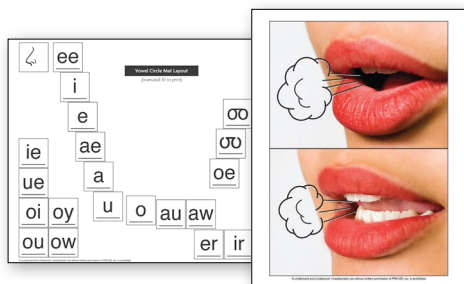 ee
Vowel Circle Mat Layout
i
e
ꝏ
ie
ae
ꝏ
ue
a
oe
oi oy
u
o
au aw
ou ow
er ir